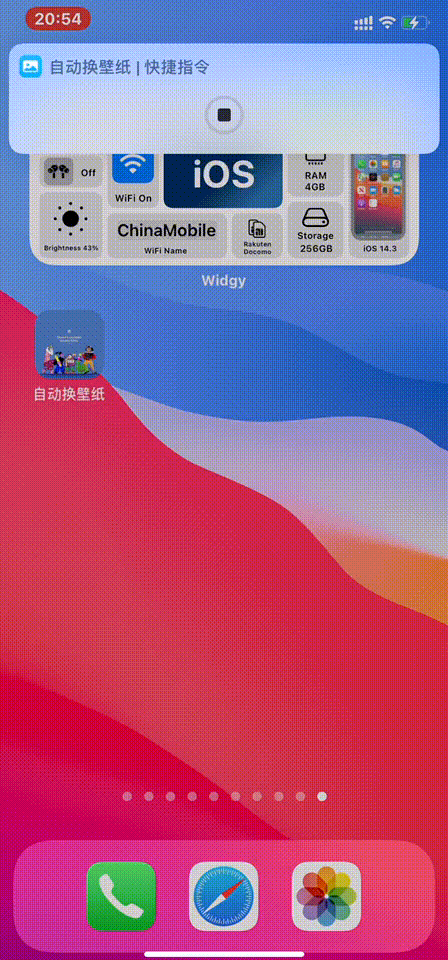 20:54
自动换壁纸 | 快捷指令
Off
WiFi On
iOS
RAM
4GB
Brightness 43%
ChinaMobile
WiFi Name
Rakuten
Docomo
Storage
256GB
iOS 14.3
Widgy
自动换壁纸